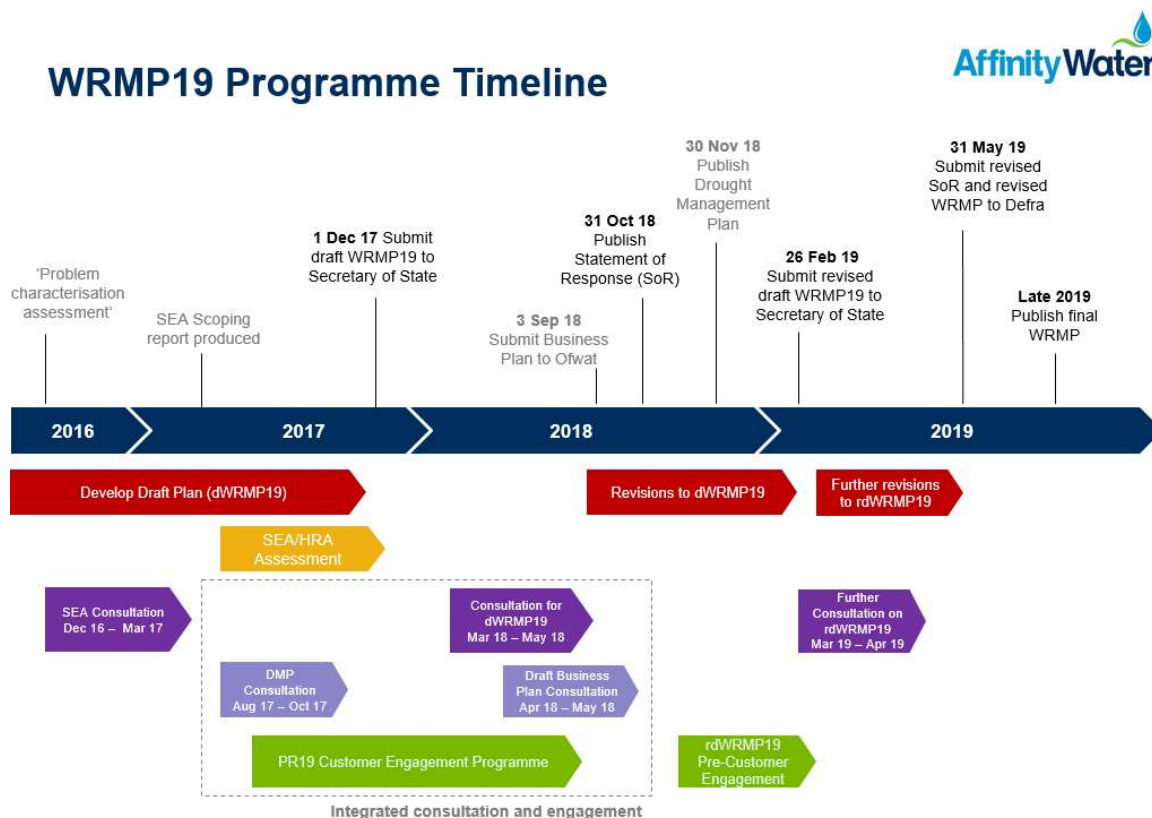 AffinityWater
WRMP19 Programme Timeline
'Problem
characterisation
assessment'
SEA Scoping
report produced
1 Dec 17 Submit
draft WRMP19 to
Secretary of State
3 Sep 18
Submit Business
Plan to Ofwat
31 Oct 18
Publish
Statement of
Response (SoR)
30 Nov 18
Publish
Drought
Management
Plan
26 Feb 19
Submit revised
draft WRMP19 to
Secretary of State
31 May 19
Submit revised
SoR and revised
WRMP to Defra
Late 2019
Publish final
WRMP
2016
2017
2018
2019
Develop Draft Plan (dWRMP19)
Revisions to dWRMP19
Further revisions
to rdWRMP19
SEA/HRA
Assessment
SEA Consultation
Dec 16 – Mar 17
Consultation for
dWRMP19
Mar 18 – May 18
Further
Consultation on
rdWRMP19
Mar 19 – Apr 19
DMP
Consultation
Aug 17 – Oct 17
Draft Business
Plan Consultation
Apr 18 – May 18
PR19 Customer Engagement Programme
rdWRMP19
Pre-Customer
Engagement
Integrated consultation and engagement